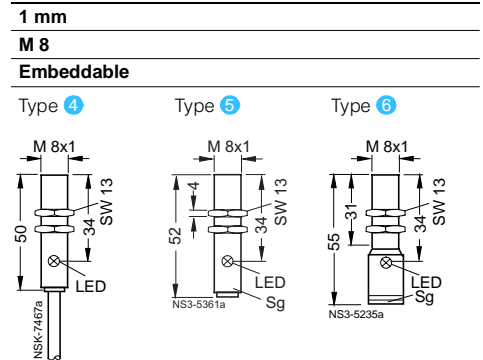 1 mm
M 8
Embeddable
Type 4 Type 5 Type 6
M 8x1 M 8x1 M 8x1
50 34 SW 13 LED NSK-7467a
52 4 34 SW 13 LED Sg NS3-5361a
55 31 34 SW 13 LED Sg NS3-5235a